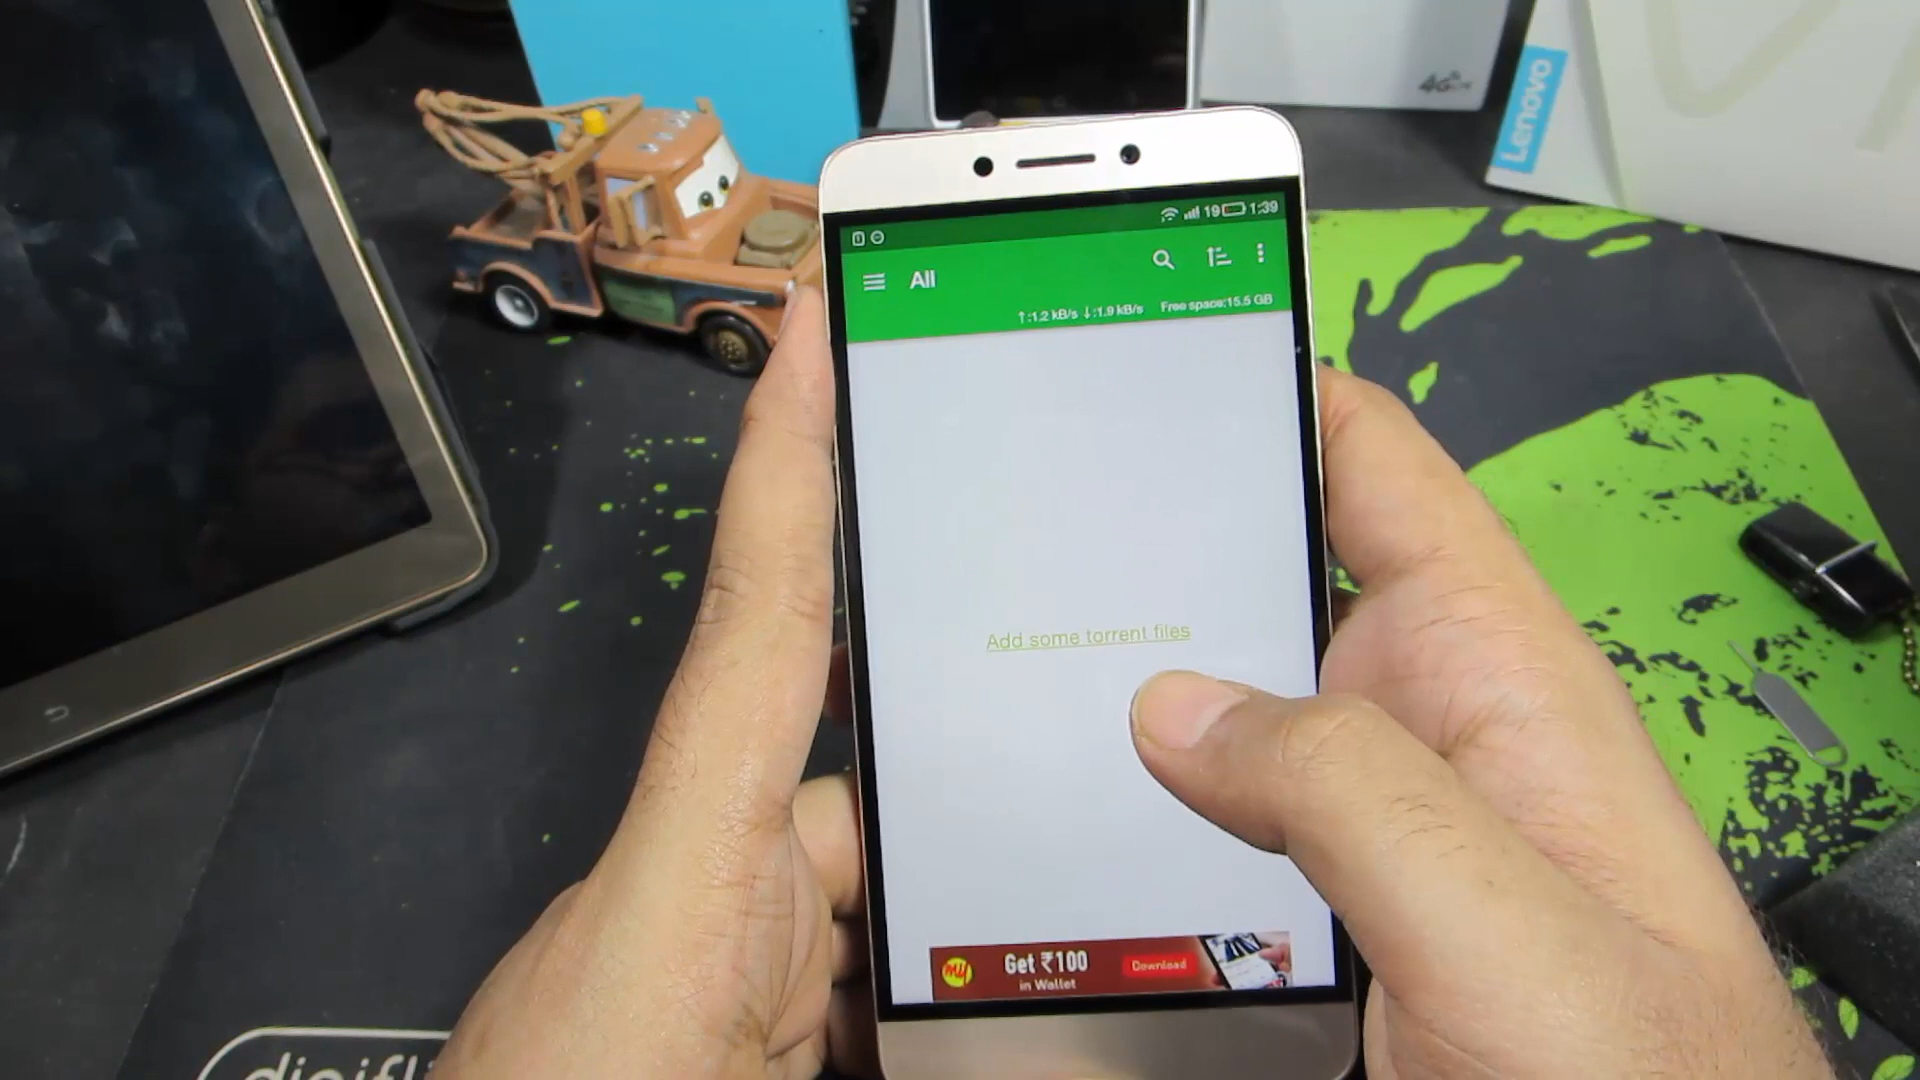 4G
Lenovo
19 1:39
All
↑:1.2 kB/s ↓:1.9 kB/s Free space:15.5 GB
Add some torrent files
my
Get ₹100
in Wallet
Download